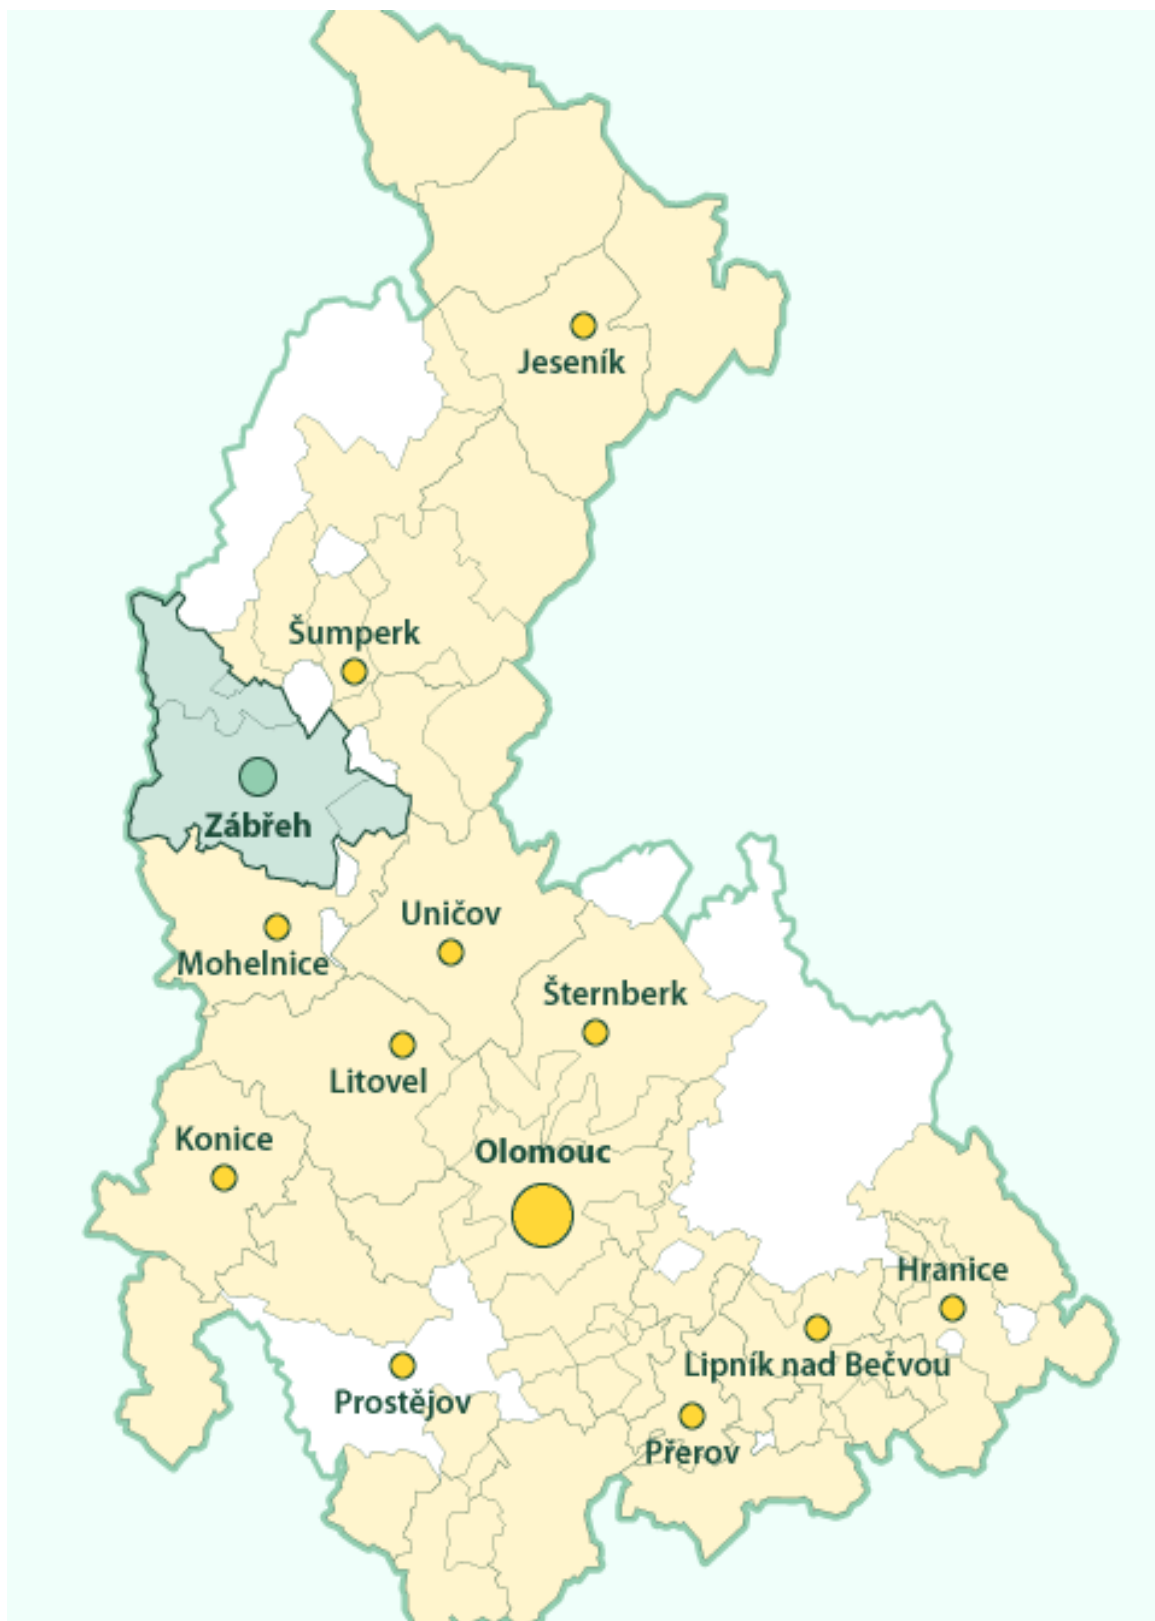 Jeseník
Šumperk
Zábřeh
Uničov
Mohelnice
Šternberk
Litovel
Konice
Olomouc
Hranice
Lipník nad Bečvou
Prostějov
Přerov